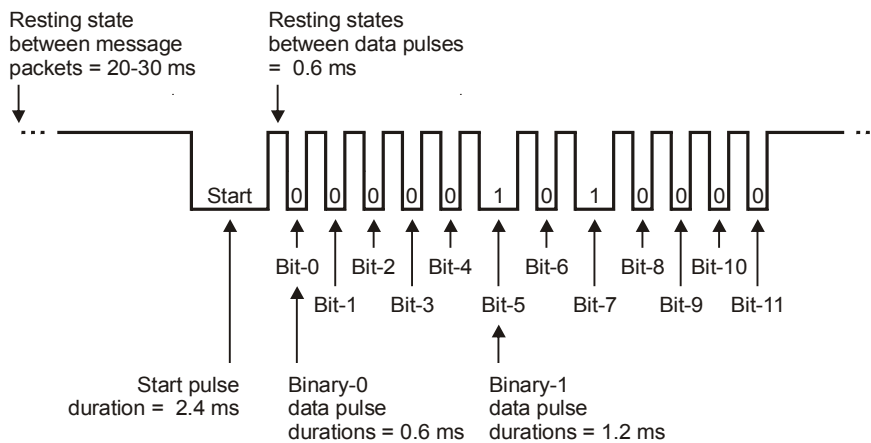 Resting state
between message
packets = 20-30 ms
Resting states
between data pulses
= 0.6 ms
Start 0 0 0 0 0 1 0 1 0 0 0 0
Bit-0 Bit-2 Bit-4 Bit-6 Bit-8 Bit-10
Bit-1 Bit-3 Bit-5 Bit-7 Bit-9 Bit-11
Start pulse
duration = 2.4 ms
Binary-0
data pulse
durations = 0.6 ms
Binary-1
data pulse
durations = 1.2 ms